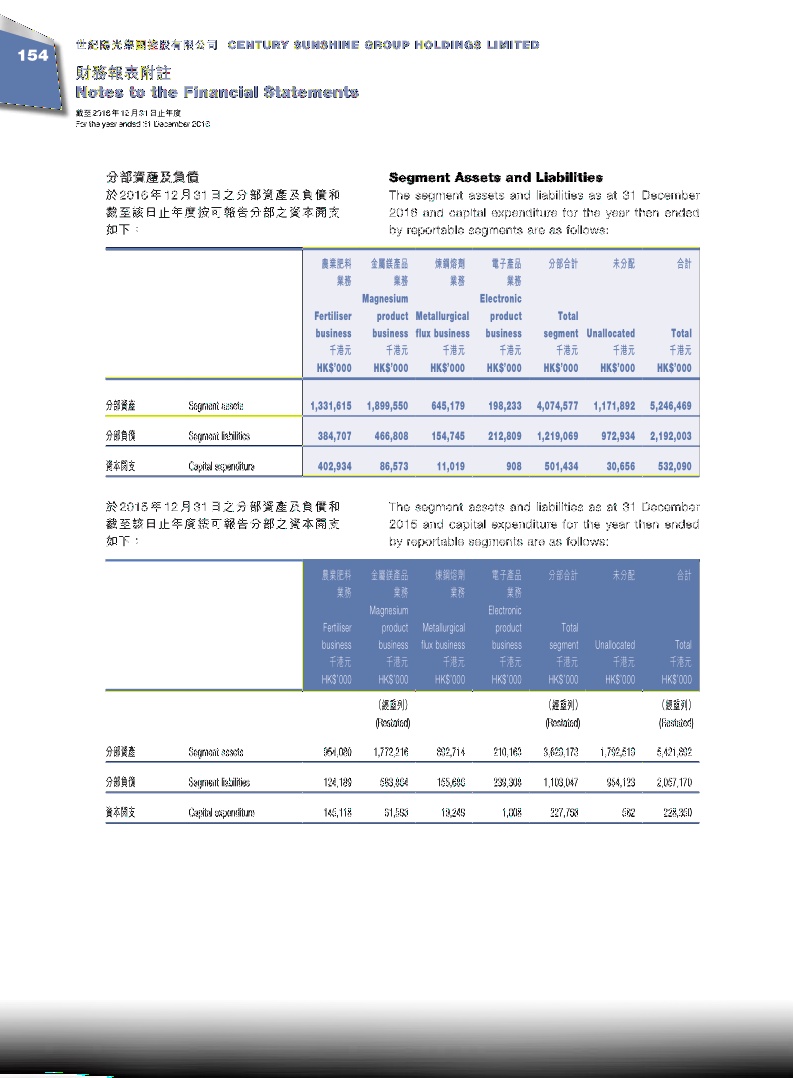 154
世紀陽光集團控股有限公司 CENTURY SUNSHINE GROUP HOLDINGS LIMITED
財務報表附註
Notes to the Financial Statements
截至2016年12月31日止年度
For the year ended 31 December 2016
分部資產及負債
於2016年12月31日之分部資產及負債和
截至該日止年度按可報告分部之資本開支
如下：
Segment Assets and Liabilities
The segment assets and liabilities as at 31 December
2016 and capital expenditure for the year then ended
by reportable segments are as follows:
農業肥料 金屬鎂產品 煉鋼熔劑 電子產品 分部合計 未分配 合計
業務 業務 業務 業務
Magnesium Electronic
Fertiliser product Metallurgical product Total
business business flux business business segment Unallocated Total
千港元 千港元 千港元 千港元 千港元 千港元 千港元
HK$'000 HK$'000 HK$'000 HK$'000 HK$'000 HK$'000 HK$'000
分部資產 Segment assets 1,331,615 1,899,550 645,179 198,233 4,074,577 1,171,892 5,246,469
分部負債 Segment liabilities 384,707 466,808 154,745 212,809 1,219,069 972,934 2,192,003
資本開支 Capital expenditure 402,934 86,573 11,019 908 501,434 30,656 532,090
於2015年12月31日之分部資產及負債和
截至該日止年度按可報告分部之資本開支
如下：
The segment assets and liabilities as at 31 December
2015 and capital expenditure for the year then ended
by reportable segments are as follows:
農業肥料 金屬鎂產品 煉鋼熔劑 電子產品 分部合計 未分配 合計
業務 業務 業務 業務
Magnesium Electronic
Fertiliser product Metallurgical product Total
business business flux business business segment Unallocated Total
千港元 千港元 千港元 千港元 千港元 千港元 千港元
HK$'000 HK$'000 HK$'000 HK$'000 HK$'000 HK$'000 HK$'000
（經重列） （經重列） （經重列）
(Restated) (Restated) (Restated)
分部資產 Segment assets 954,080 1,772,216 692,714 210,163 3,629,173 1,792,519 5,421,692
分部負債 Segment liabilities 124,189 583,864 155,686 239,308 1,103,047 954,123 2,057,170
資本開支 Capital expenditure 145,118 61,593 19,249 1,808 227,768 582 228,350